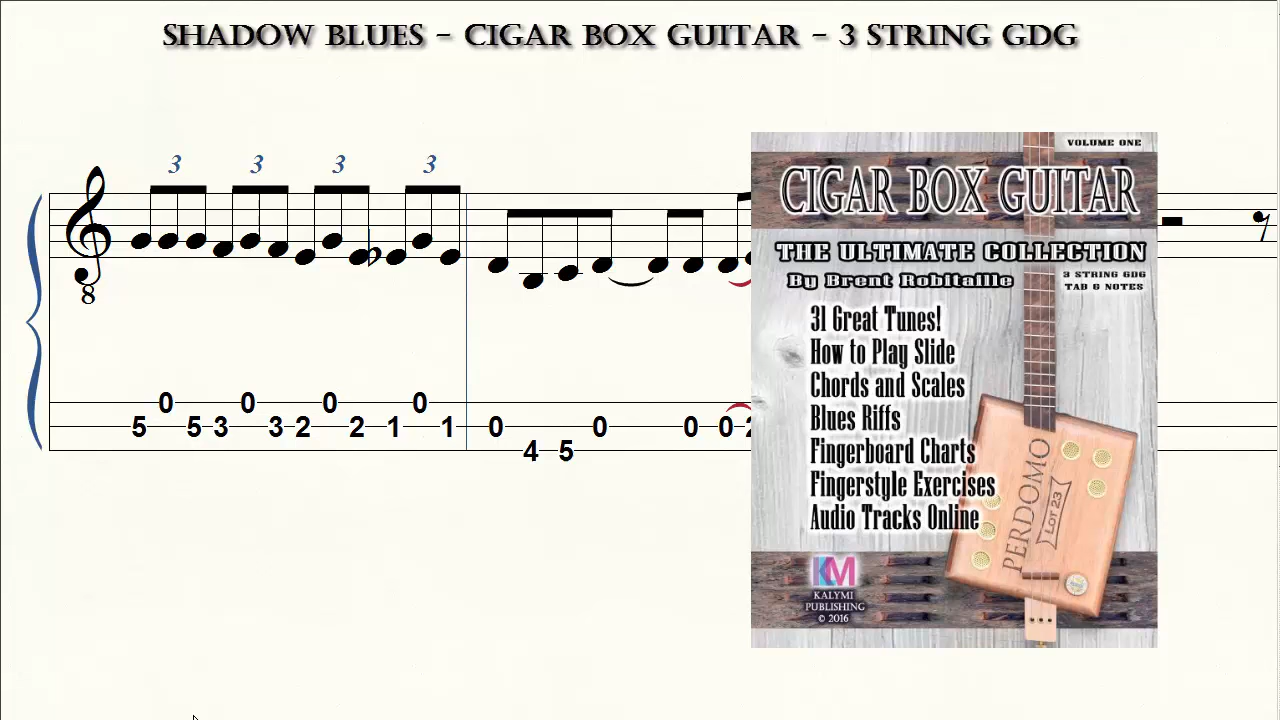 SHADOW BLUES - CIGAR BOX GUITAR - 3 STRING GDG
3 3 3 3
8
0 0 0 0
5 5 3 3 2 2 1 1 0 0 0 0
4 5
VOLUME ONE
CIGAR BOX GUITAR
THE ULTIMATE COLLECTION
By Brent Robitaille
3 STRING GDG
TAB & NOTES
31 Great Tunes!
How to Play Slide
Chords and Scales
Blues Riffs
Fingerboard Charts
Fingerstyle Exercises
Audio Tracks Online
PERDOMO
LOT 23
KM
KALYMI
PUBLISHING
© 2016